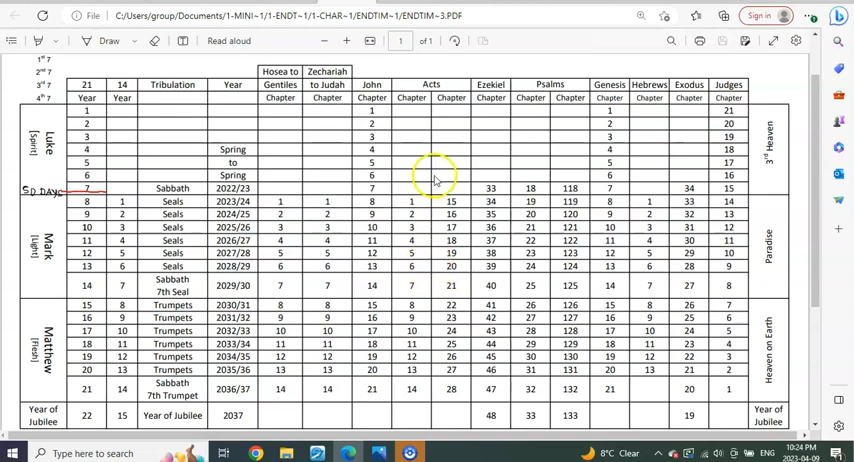 File C:/Users/group/Documents/1-MINI~1/1-ENDT~1/1-CHAR~1/ENDTIM~1/ENDTIM~3.PDF Sign in
Draw Read aloud 1 of 1
1st 7
2nd 7 Hosea to Zechariah
3rd 7 21 14 Tribulation Year Gentiles to Judah John Acts Ezekiel Psalms Genesis Hebrews Exodus Judges
4th 7 Year Year Chapter Chapter Chapter Chapter Chapter Chapter Chapter Chapter Chapter Chapter Chapter Chapter
Luke [Spirit] 3rd Heaven
1 1 1 21
2 2 2 20
3 3 3 19
4 Spring 4 4 18
5 to 5 5 17
6 Spring 6 6 16
50 DAYS 7 Sabbath 2022/23 7 33 18 118 7 34 15
Mark [Light] Paradise
8 1 Seals 2023/24 1 1 8 1 15 34 19 119 8 1 33 14
9 2 Seals 2024/25 2 2 9 2 16 35 20 120 9 2 32 13
10 3 Seals 2025/26 3 3 10 3 17 36 21 121 10 3 31 12
11 4 Seals 2026/27 4 4 11 4 18 37 22 122 11 4 30 11
12 5 Seals 2027/28 5 5 12 5 19 38 23 123 12 5 29 10
13 6 Seals 2028/29 6 6 13 6 20 39 24 124 13 6 28 9
14 7 Sabbath 7th Seal 2029/30 7 7 14 7 21 40 25 125 14 7 27 8
Matthew [Flesh] Heaven on Earth
15 8 Trumpets 2030/31 8 8 15 8 22 41 26 126 15 8 26 7
16 9 Trumpets 2031/32 9 9 16 9 23 42 27 127 16 9 25 6
17 10 Trumpets 2032/33 10 10 17 10 24 43 28 128 17 10 24 5
18 11 Trumpets 2033/34 11 11 18 11 25 44 29 129 18 11 23 4
19 12 Trumpets 2034/35 12 12 19 12 26 45 30 130 19 12 22 3
20 13 Trumpets 2035/36 13 13 20 13 27 46 31 131 20 13 21 2
21 14 Sabbath 7th Trumpet 2036/37 14 14 21 14 28 47 32 132 21 20 1
Year of Jubilee 22 15 Year of Jubilee 2037 48 33 133 19 Year of Jubilee
Type here to search 8°C Clear ENG 10:24 PM
2023-04-09